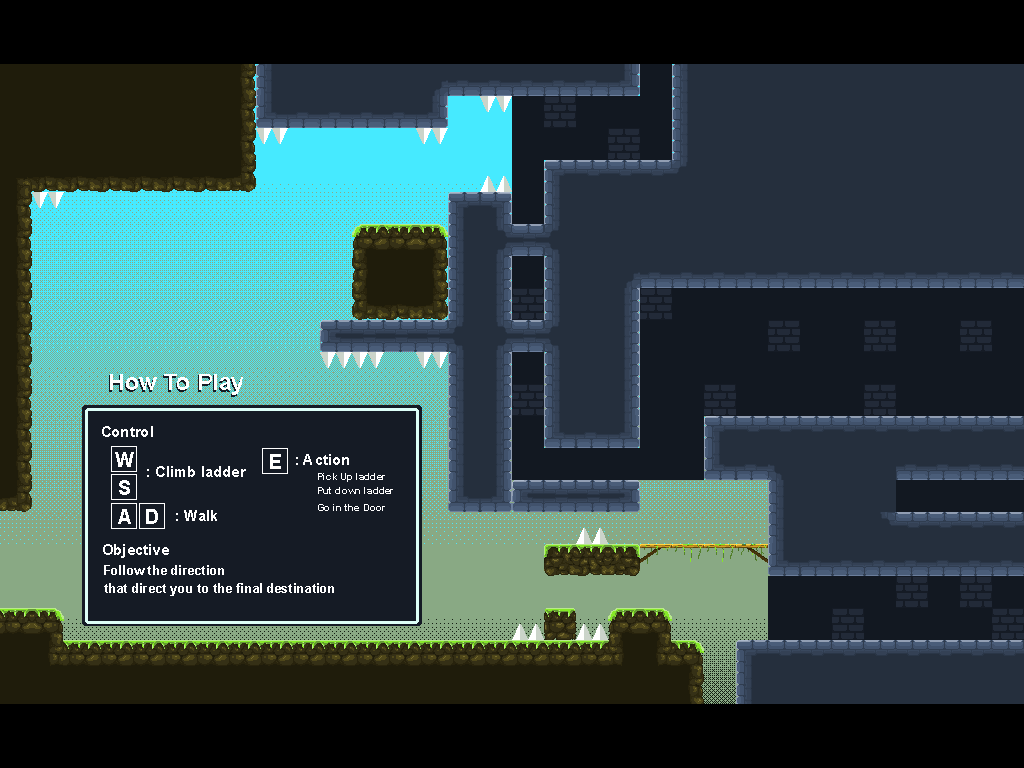 How To Play
Control
W
S
: Climb ladder
E : Action
Pick Up ladder
Put down ladder
Go in the Door
A D : Walk
Objective
Follow the direction
that direct you to the final destination